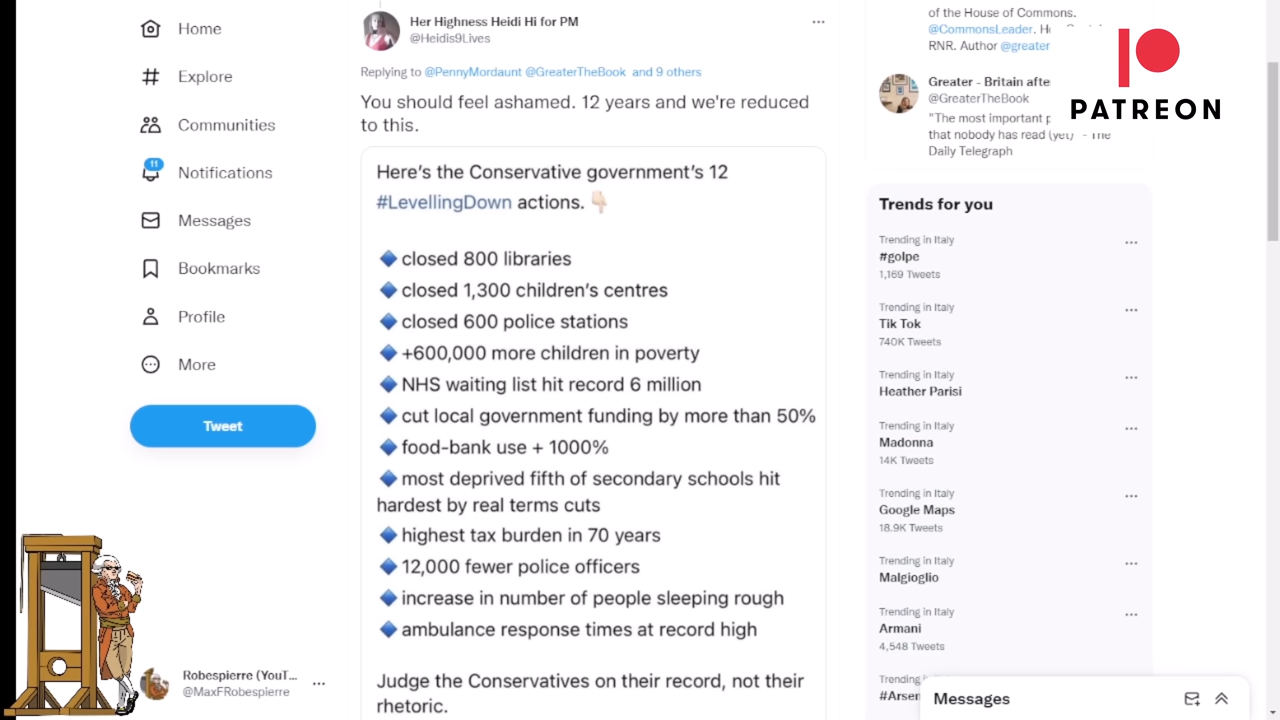 Home
Explore
Communities
11
Notifications
Messages
Bookmarks
Profile
More
Tweet
Robespierre (YouT...
@MaxFRobespierre
Her Highness Heidi Hi for PM
@Heidis9Lives
Replying to @PennyMordaunt @GreaterTheBook and 9 others
You should feel ashamed. 12 years and we're reduced
to this.
Here's the Conservative government's 12
#LevellingDown actions.
closed 800 libraries
closed 1,300 children's centres
closed 600 police stations
+600,000 more children in poverty
NHS waiting list hit record 6 million
cut local government funding by more than 50%
food-bank use + 1000%
most deprived fifth of secondary schools hit
hardest by real terms cuts
highest tax burden in 70 years
12,000 fewer police officers
increase in number of people sleeping rough
ambulance response times at record high
Judge the Conservatives on their record, not their
rhetoric.
of the House of Commons.
@CommonsLeader.
RNR. Author @greater
Greater - Britain afte
@GreaterTheBook
"The most important p
that nobody has read (yet)" - The
Daily Telegraph
PATREON
Trends for you
Trending in Italy
#golpe
1,169 Tweets
Trending in Italy
Tik Tok
740K Tweets
Trending in Italy
Heather Parisi
Trending in Italy
Madonna
14K Tweets
Trending in Italy
Google Maps
18.9K Tweets
Trending in Italy
Malgioglio
Trending in Italy
Armani
4,548 Tweets
Trending
#Arsen
Messages